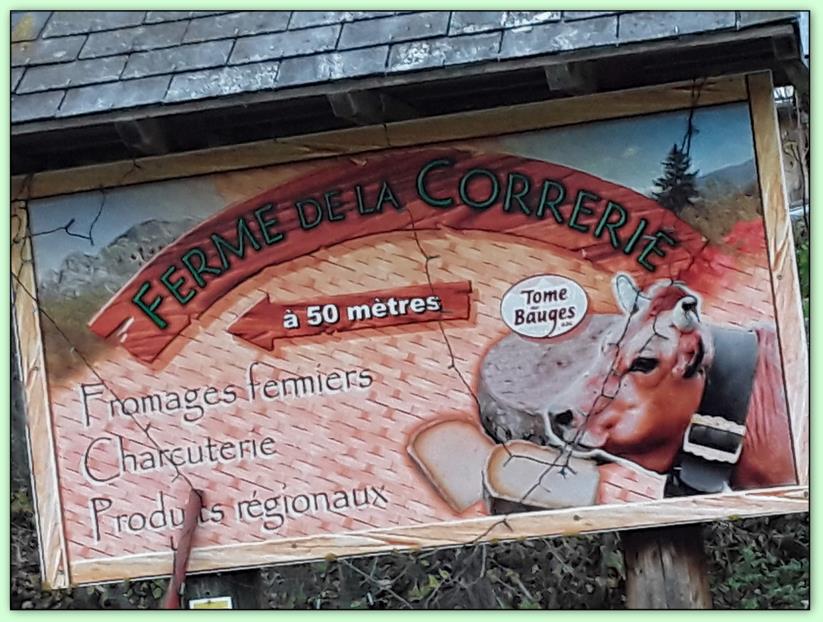 FERME DE LA CORRERIE
à 50 mètres
Tome
Bauges
Fromages fermiers
Charcuterie
Produits régionaux